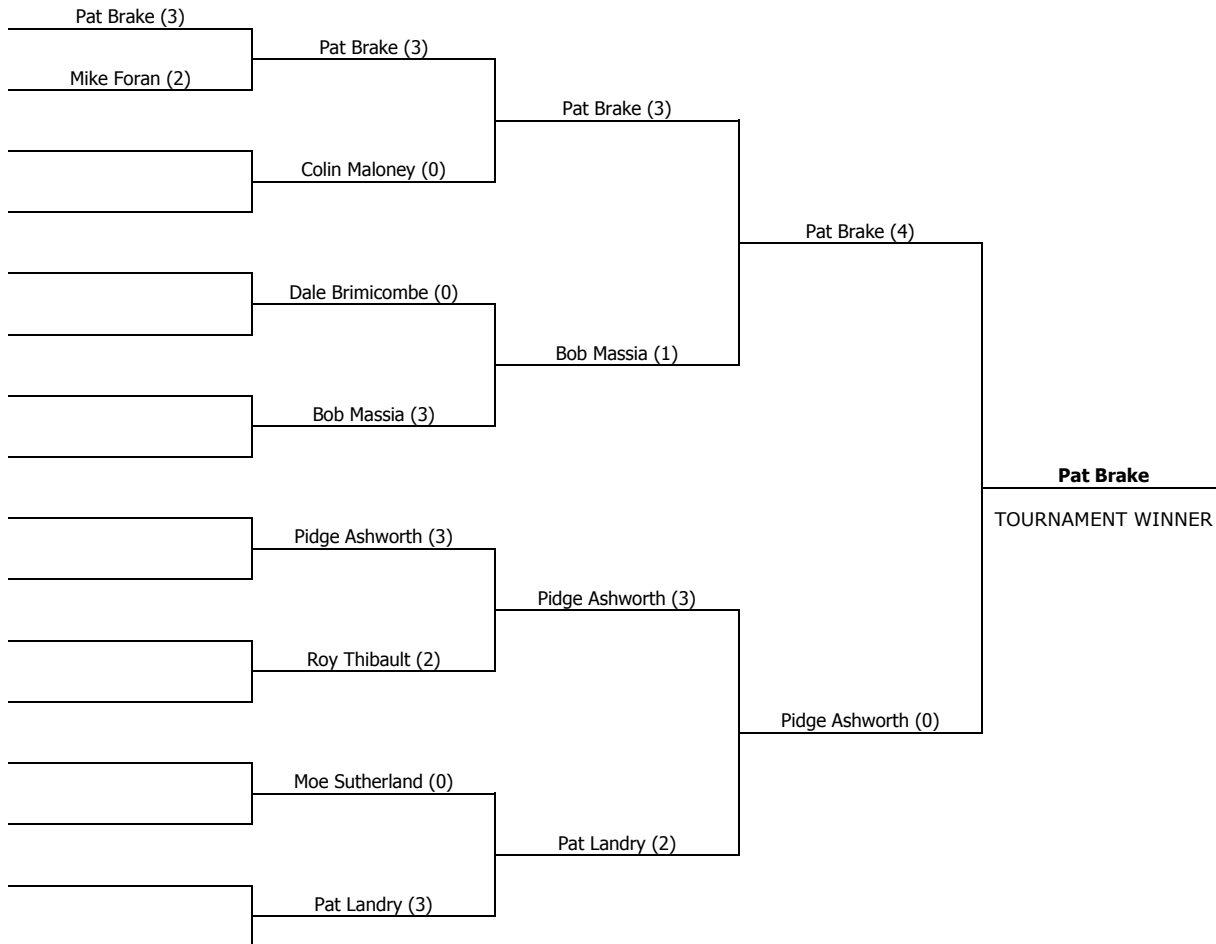 Pat Brake (3)
Pat Brake (3)
Mike Foran (2)
Pat Brake (3)
Colin Maloney (0)
Pat Brake (4)
Dale Brimicombe (0)
Bob Massia (1)
Bob Massia (3)
Pat Brake
TOURNAMENT WINNER
Pidge Ashworth (3)
Pidge Ashworth (3)
Roy Thibault (2)
Pidge Ashworth (0)
Moe Sutherland (0)
Pat Landry (2)
Pat Landry (3)